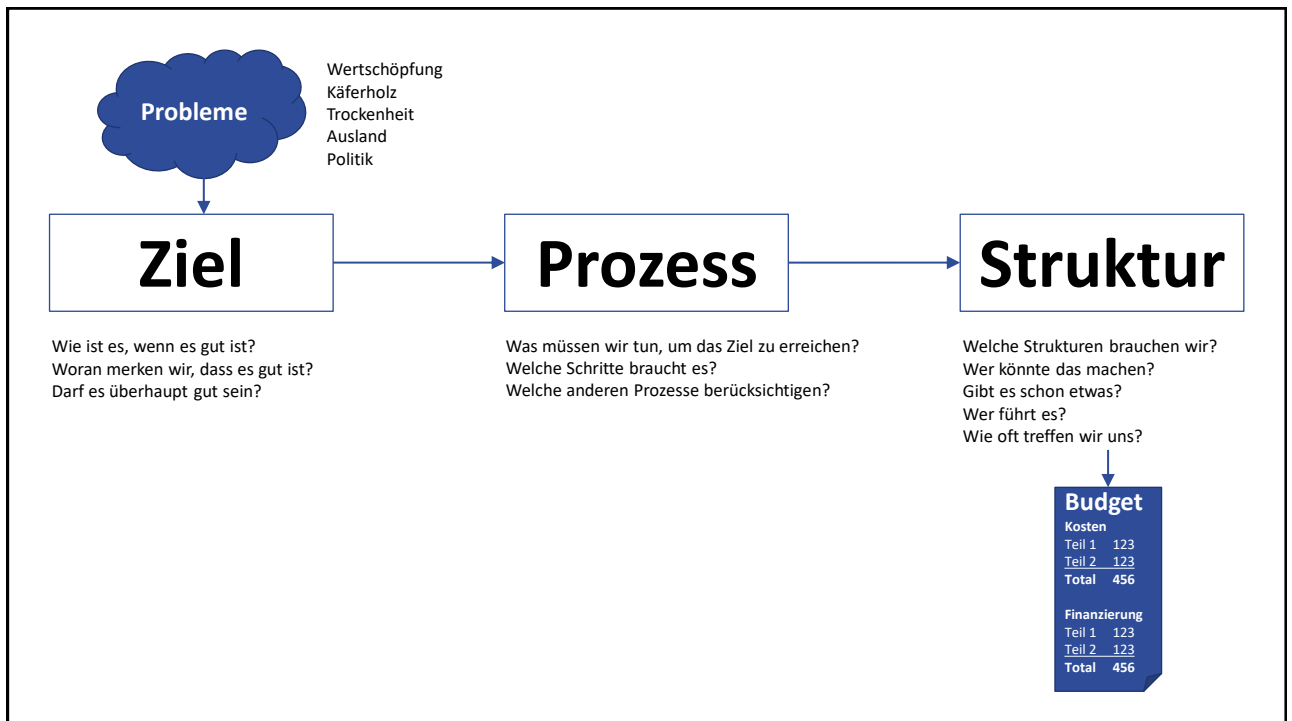 Probleme
Wertschöpfung
Käferholz
Trockenheit
Ausland
Politik
Ziel
Prozess
Struktur
Wie ist es, wenn es gut ist?
Woran merken wir, dass es gut ist?
Darf es überhaupt gut sein?
Was müssen wir tun, um das Ziel zu erreichen?
Welche Schritte braucht es?
Welche anderen Prozesse berücksichtigen?
Welche Strukturen brauchen wir?
Wer könnte das machen?
Gibt es schon etwas?
Wer führt es?
Wie oft treffen wir uns?
Budget
Kosten
Teil 1 123
Teil 2 123
Total 456
Finanzierung
Teil 1 123
Teil 2 123
Total 456